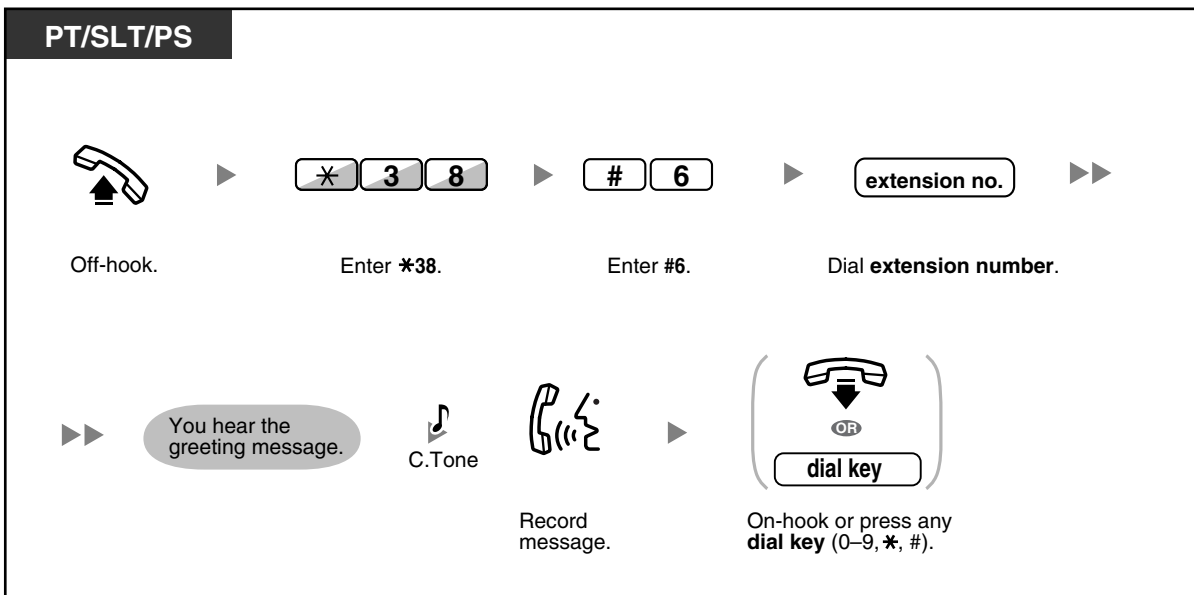 PT/SLT/PS
* 3 8
# 6
extension no.
Off-hook.
Enter *38.
Enter #6.
Dial extension number.
You hear the
greeting message.
C.Tone
OR
dial key
Record
message.
On-hook or press any
dial key (0–9, *, #).